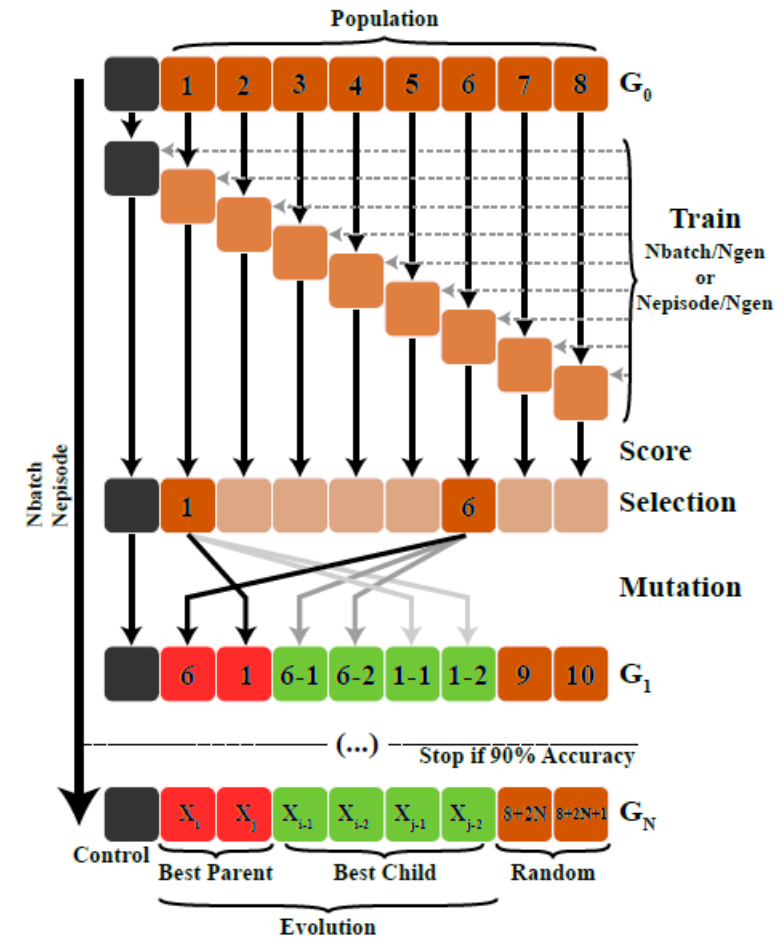 Population
1 2 3 4 5 6 7 8 G0
Train
Nbatch/Ngen
or
Nepisode/Ngen
Score
Nbatch
Nepisode
1 6 Selection
Mutation
6 1 6-1 6-2 1-1 1-2 9 10 G1
(...)
Stop if 90% Accuracy
Xi Xj Xi-1 Xi-2 Xj-1 Xj-2 8+2N 8+2N+1 GN
Control
Best Parent Best Child Random
Evolution